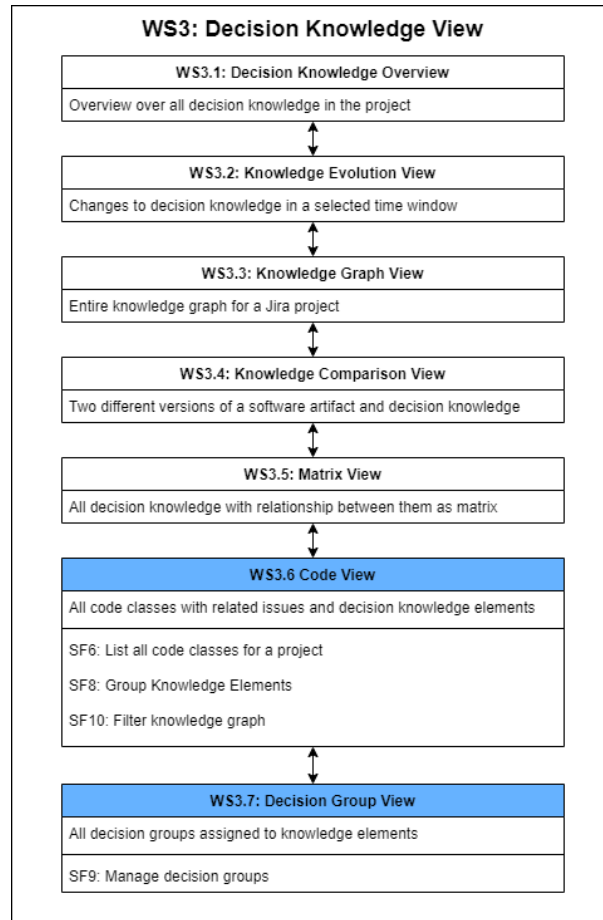 WS3: Decision Knowledge View
WS3.1: Decision Knowledge Overview
Overview over all decision knowledge in the project
WS3.2: Knowledge Evolution View
Changes to decision knowledge in a selected time window
WS3.3: Knowledge Graph View
Entire knowledge graph for a Jira project
WS3.4: Knowledge Comparison View
Two different versions of a software artifact and decision knowledge
WS3.5: Matrix View
All decision knowledge with relationship between them as matrix
WS3.6 Code View
All code classes with related issues and decision knowledge elements
SF6: List all code classes for a project
SF8: Group Knowledge Elements
SF10: Filter knowledge graph
WS3.7: Decision Group View
All decision groups assigned to knowledge elements
SF9: Manage decision groups